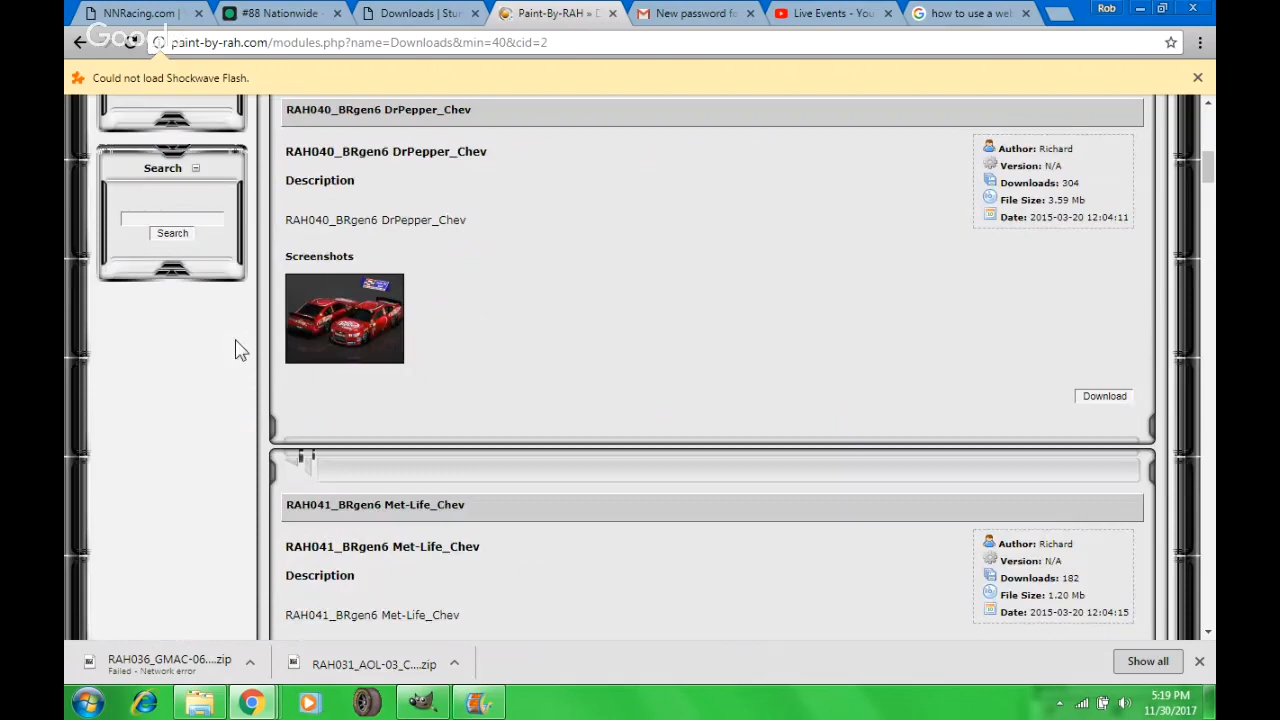 NNRacing.com |
#88 Nationwide -
Downloads | Stun
Paint-By-RAH » D
New password fo
Live Events - You
how to use a web
Rob
paint-by-rah.com/modules.php?name=Downloads&min=40&cid=2
Could not load Shockwave Flash.
RAH040_BRgen6 DrPepper_Chev
RAH040_BRgen6 DrPepper_Chev
Description
RAH040_BRgen6 DrPepper_Chev
Screenshots
Author: Richard
Version: N/A
Downloads: 304
File Size: 3.59 Mb
Date: 2015-03-20 12:04:11
Search
Search
Download
RAH041_BRgen6 Met-Life_Chev
RAH041_BRgen6 Met-Life_Chev
Description
RAH041_BRgen6 Met-Life_Chev
Author: Richard
Version: N/A
Downloads: 182
File Size: 1.20 Mb
Date: 2015-03-20 12:04:15
RAH036_GMAC-06....zip
Failed - Network error
RAH031_AOL-03_C....zip
Show all
5:19 PM
11/30/2017